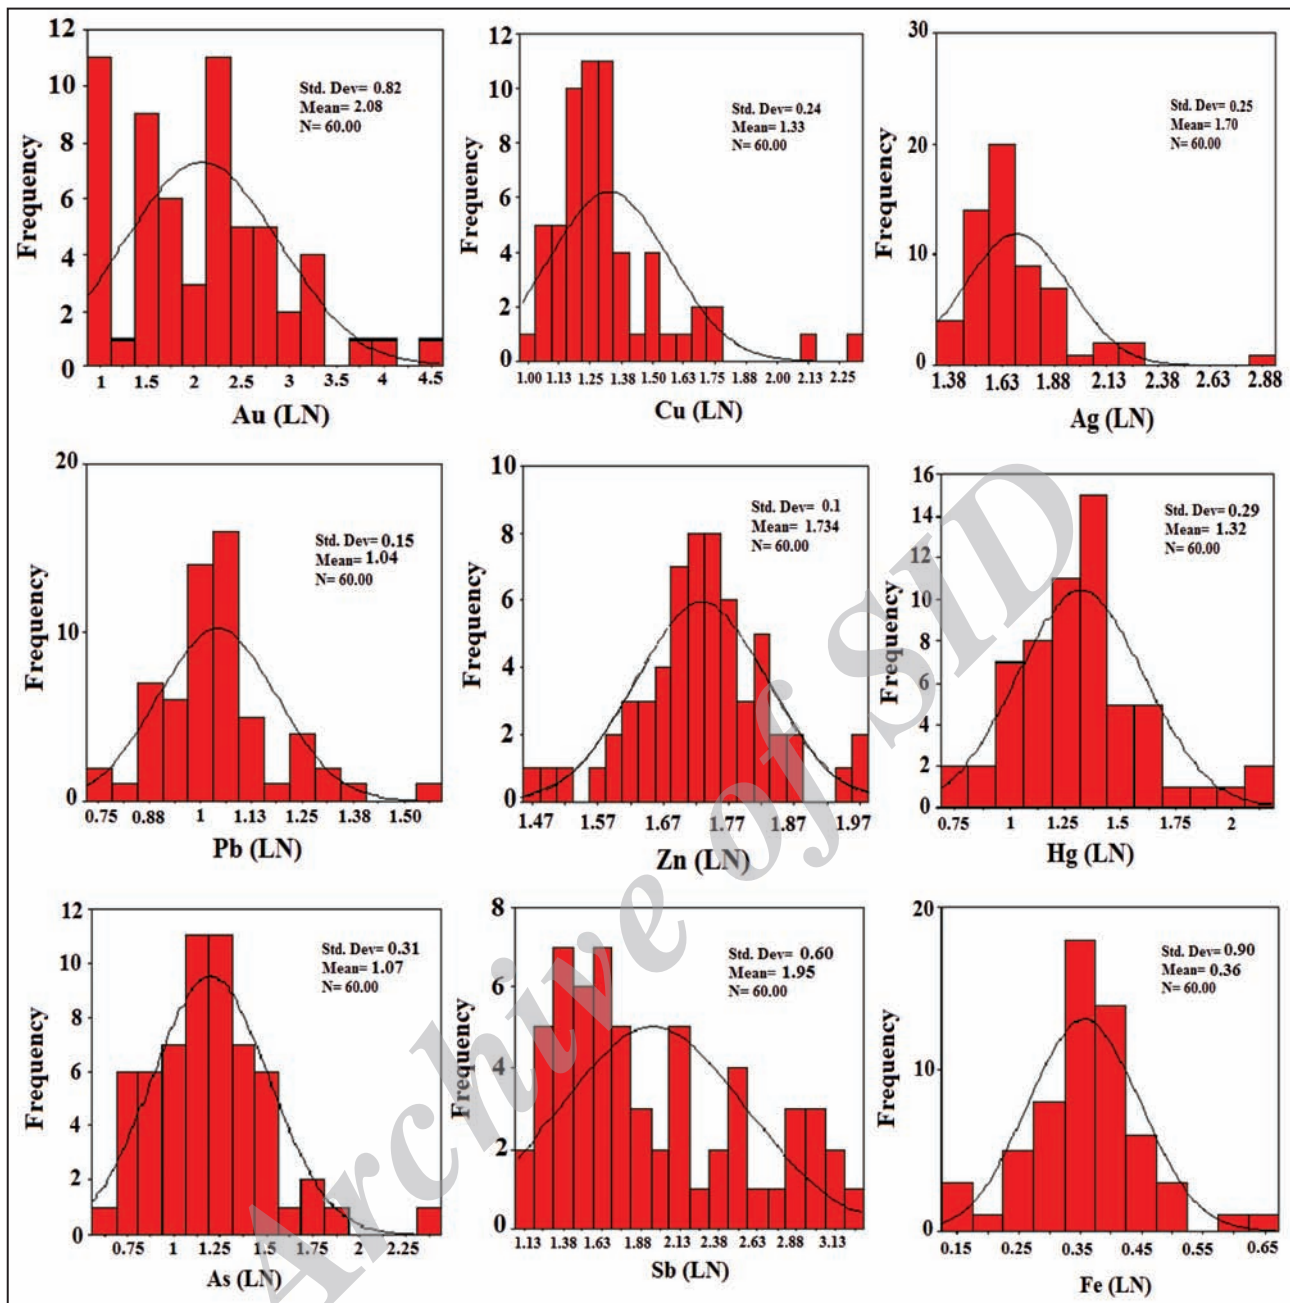 12
10
8
6
4
2
0
Frequency
Std. Dev= 0.82
Mean= 2.08
N= 60.00
1 1.5 2 2.5 3 3.5 4 4.5
Au (LN)
12
10
8
6
4
2
0
Frequency
Std. Dev= 0.24
Mean= 1.33
N= 60.00
1.00 1.13 1.25 1.38 1.50 1.63 1.75 1.88 2.00 2.13 2.25
Cu (LN)
30
20
10
0
Frequency
Std. Dev= 0.25
Mean= 1.70
N= 60.00
1.38 1.63 1.88 2.13 2.38 2.63 2.88
Ag (LN)
20
10
0
Frequency
Std. Dev= 0.15
Mean= 1.04
N= 60.00
0.75 0.88 1 1.13 1.25 1.38 1.50
Pb (LN)
10
8
6
4
2
0
Frequency
Std. Dev= 0.1
Mean= 1.734
N= 60.00
1.47 1.57 1.67 1.77 1.87 1.97
Zn (LN)
16
14
12
10
8
6
4
2
0
Frequency
Std. Dev= 0.29
Mean= 1.32
N= 60.00
0.75 1 1.25 1.5 1.75 2
Hg (LN)
12
10
8
6
4
2
0
Frequency
Std. Dev= 0.31
Mean= 1.07
N= 60.00
0.75 1 1.25 1.5 1.75 2 2.25
As (LN)
8
6
4
2
0
Frequency
Std. Dev= 0.60
Mean= 1.95
N= 60.00
1.13 1.38 1.63 1.88 2.13 2.38 2.63 2.88 3.13
Sb (LN)
20
10
0
Frequency
Std. Dev= 0.90
Mean= 0.36
N= 60.00
0.15 0.25 0.35 0.45 0.55 0.65
Fe (LN)
Archive of SID